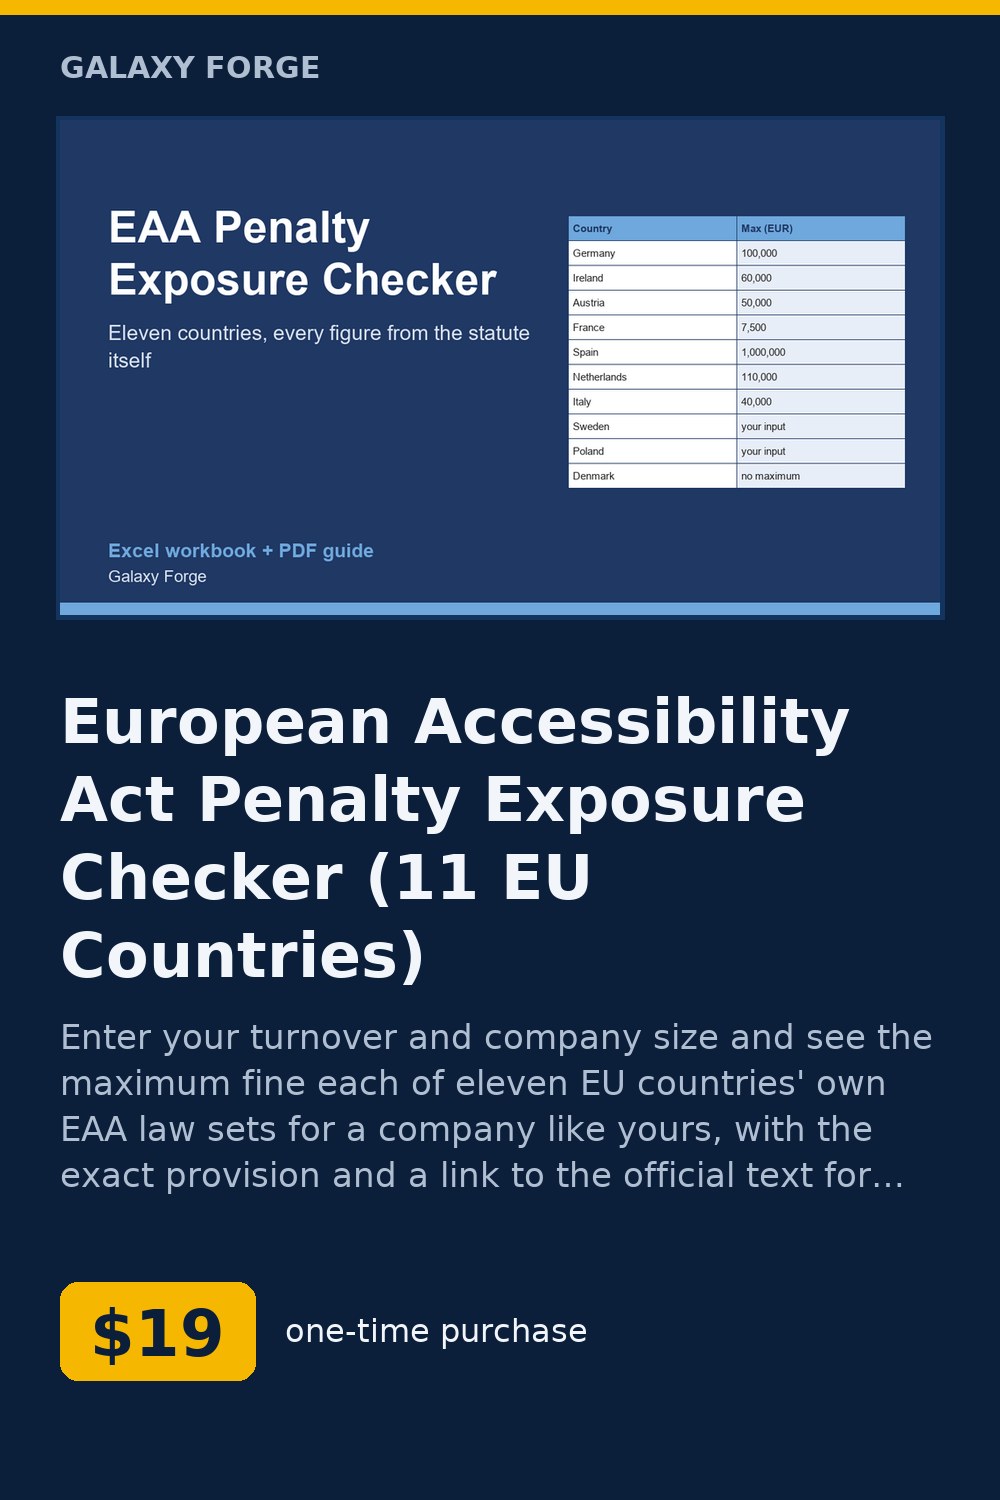 GALAXY FORGE
EAA Penalty
Exposure Checker
Eleven countries, every figure from the statute
itself
Country Max (EUR)
Germany 100,000
Ireland 60,000
Austria 50,000
France 7,500
Spain 1,000,000
Netherlands 110,000
Italy 40,000
Sweden your input
Poland your input
Denmark no maximum
Excel workbook + PDF guide
Galaxy Forge
European Accessibility
Act Penalty Exposure
Checker (11 EU
Countries)
Enter your turnover and company size and see the
maximum fine each of eleven EU countries' own
EAA law sets for a company like yours, with the
exact provision and a link to the official text for…
$19 one-time purchase